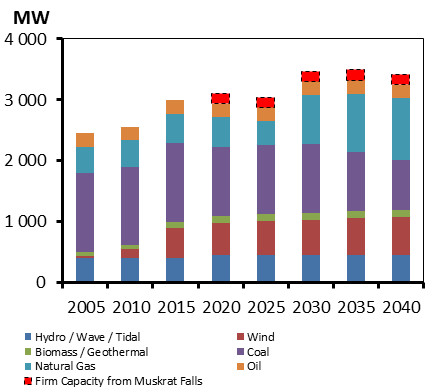 MW
4 000
3 000
2 000
1 000
0
2005 2010 2015 2020 2025 2030 2035 2040
Hydro / Wave / Tidal Wind
Biomass / Geothermal Coal
Natural Gas Oil
Firm Capacity from Muskrat Falls